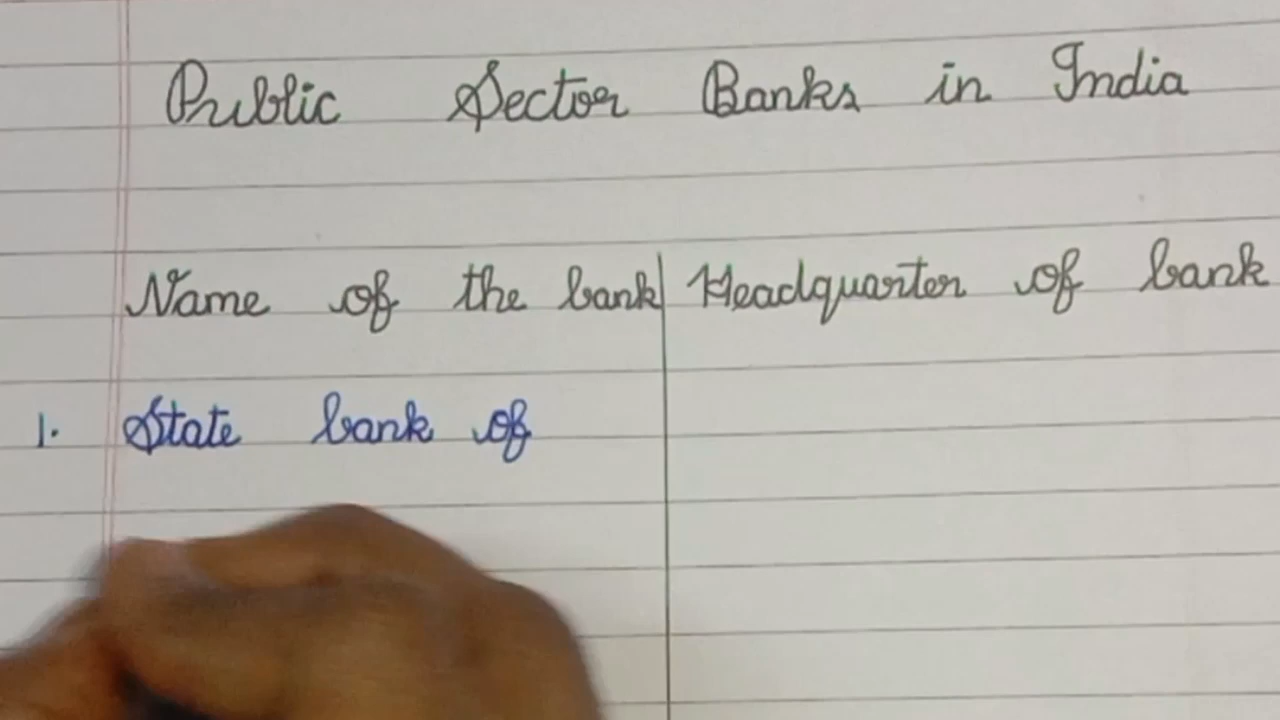 Public Sector Banks in India
Name of the bank Headquarter of bank
1. State bank of